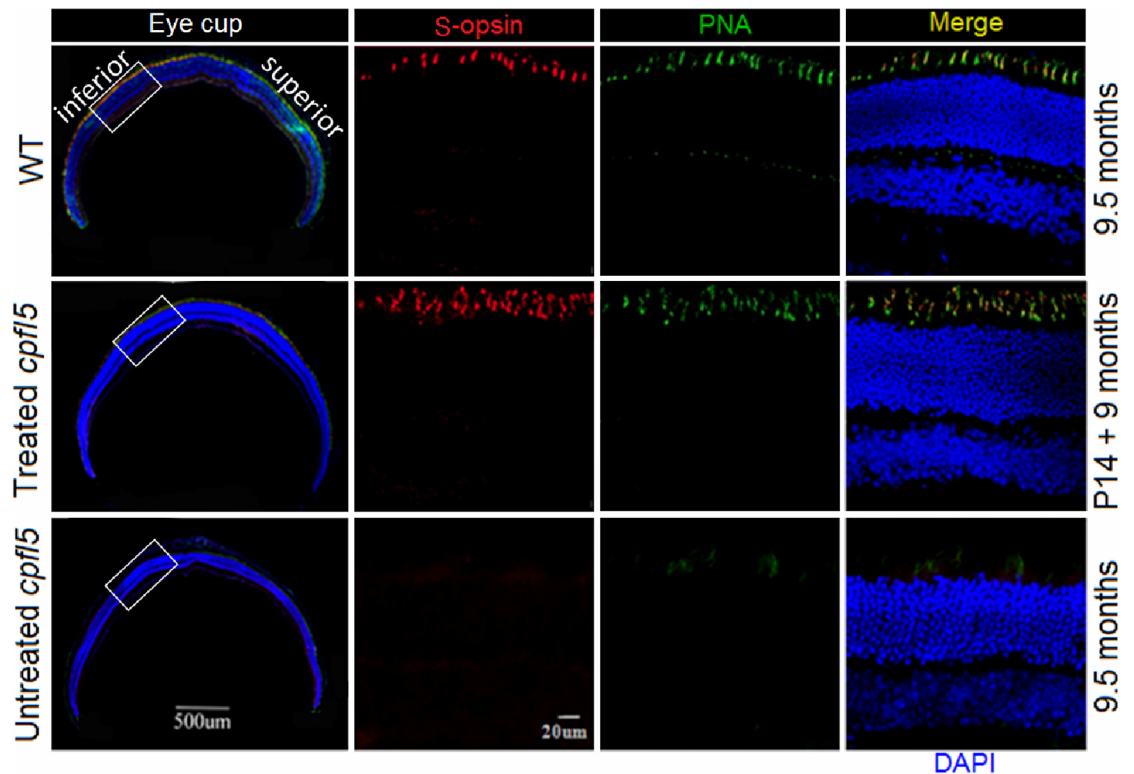 Eye cup
S-opsin
PNA
Merge
WT
inferior
superior
9.5 months
Treated cpfl5
P14 + 9 months
Untreated cpfl5
500um
20um
9.5 months
DAPI